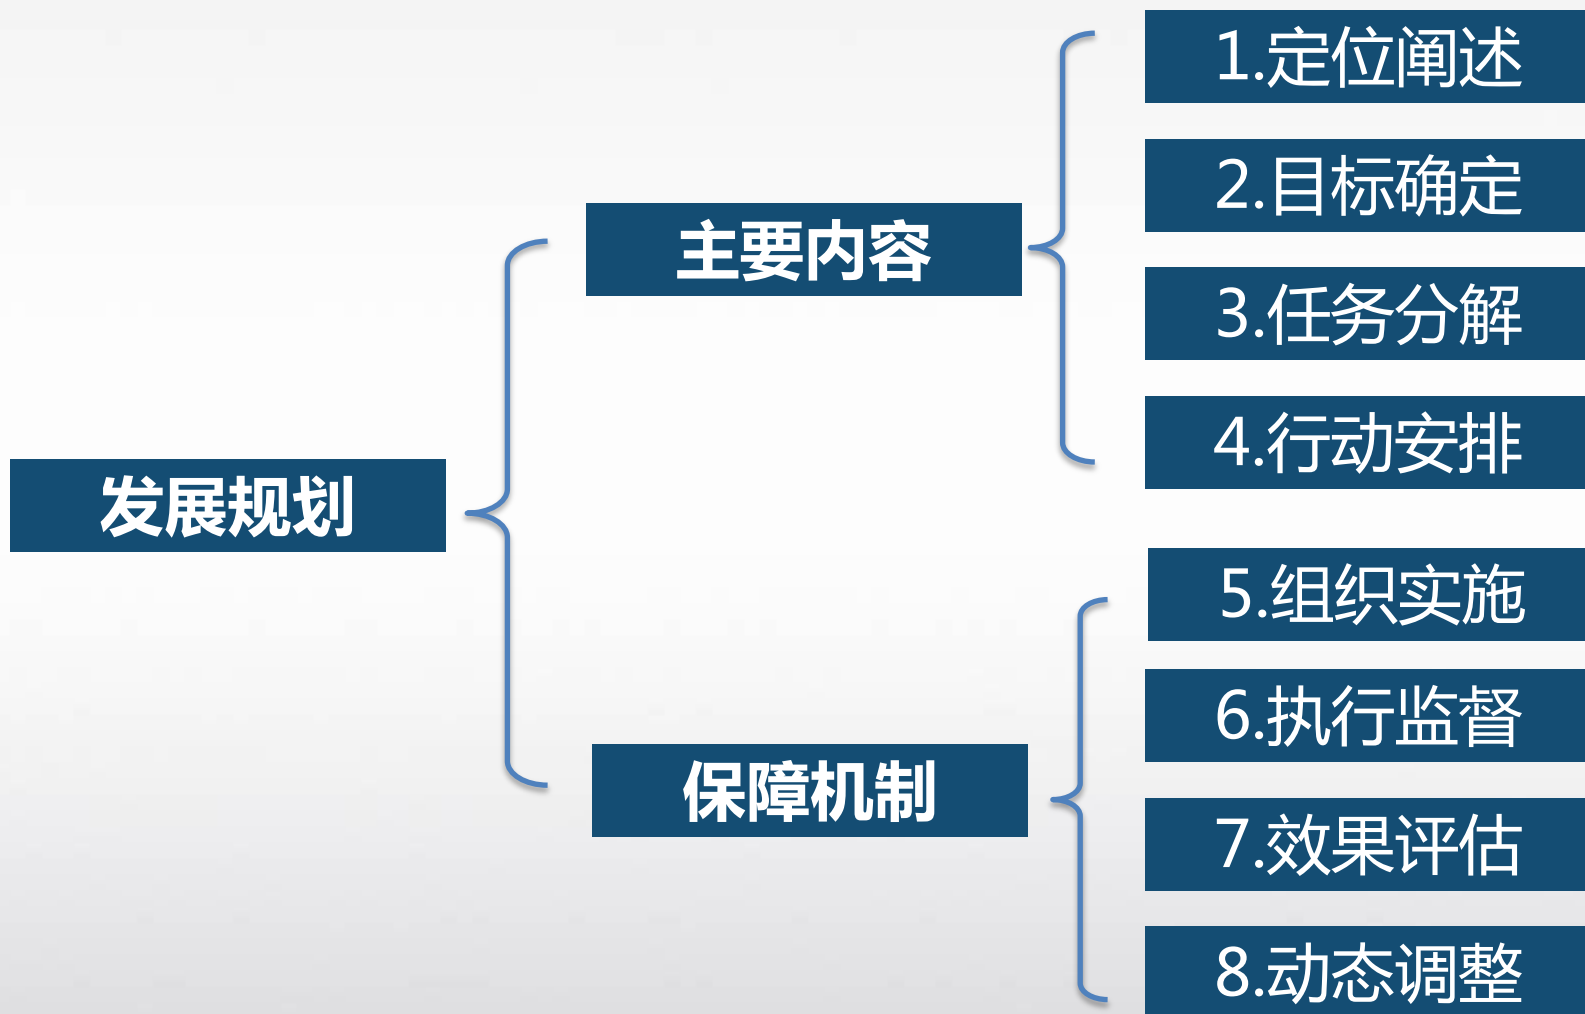 发展规划
主要内容
1.定位阐述
2.目标确定
3.任务分解
4.行动安排
保障机制
5.组织实施
6.执行监督
7.效果评估
8.动态调整